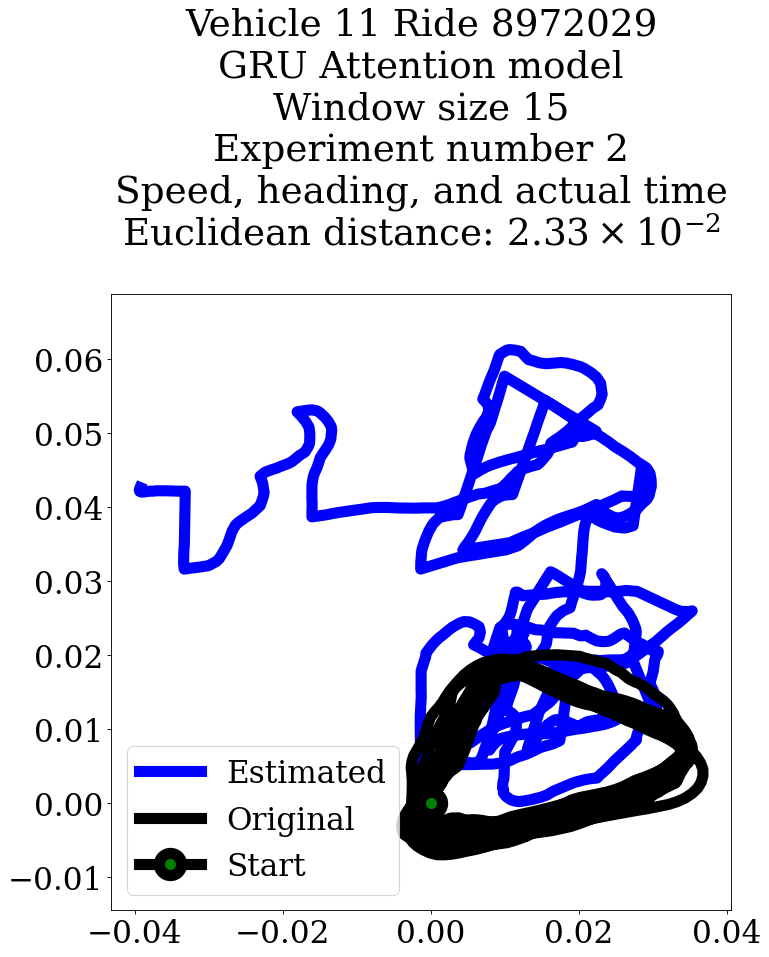 Vehicle 11 Ride 8972029
GRU Attention model
Window size 15
Experiment number 2
Speed, heading, and actual time
Euclidean distance: 2.33 × 10⁻²
0.06
0.05
0.04
0.03
0.02
0.01
0.00
−0.01
Estimated
Original
Start
−0.04 −0.02 0.00 0.02 0.04